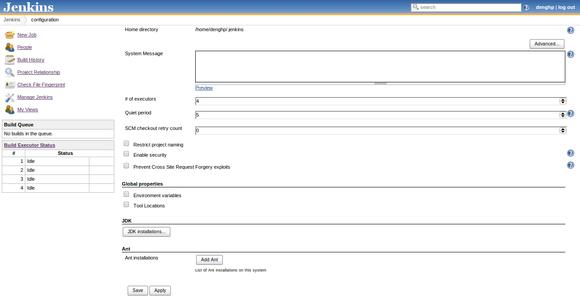 Jenkins
search
denghp | log out
Jenkins
configuration
New Job
People
Build History
Project Relationship
Check File Fingerprint
Manage Jenkins
My Views
Build Queue
No builds in the queue.
Build Executor Status
# Status
1 Idle
2 Idle
3 Idle
4 Idle
Home directory /home/denghp/.jenkins
Advanced...
System Message
Preview
# of executors 4
Quiet period 5
SCM checkout retry count 0
Restrict project naming
Enable security
Prevent Cross Site Request Forgery exploits
Global properties
Environment variables
Tool Locations
JDK
JDK installations...
Ant
Ant installations Add Ant
List of Ant installations on this system
Save Apply